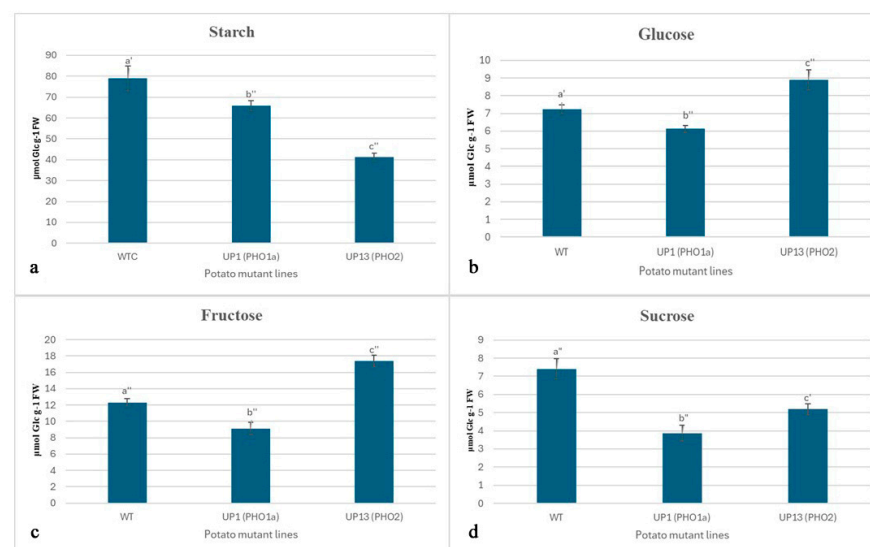 Starch
90
80
70
60
50
40
30
20
10
0
µmol Glc g-1 FW
a'
b''
c''
WTC UP1 (PHO1a) UP13 (PHO2)
Potato mutant lines
a
Glucose
10
9
8
7
6
5
4
3
2
1
0
µmol Glc g-1 FW
a'
b''
c''
WT UP1 (PHO1a) UP13 (PHO2)
Potato mutant lines
b
Fructose
20
18
16
14
12
10
8
6
4
2
0
µmol Glc g-1 FW
a''
b''
c''
WT UP1 (PHO1a) UP13 (PHO2)
Potato mutant lines
c
Sucrose
9
8
7
6
5
4
3
2
1
0
µmol Glc g-1 FW
a''
b''
c'
WT UP1 (PHO1a) UP13 (PHO2)
Potato mutant lines
d